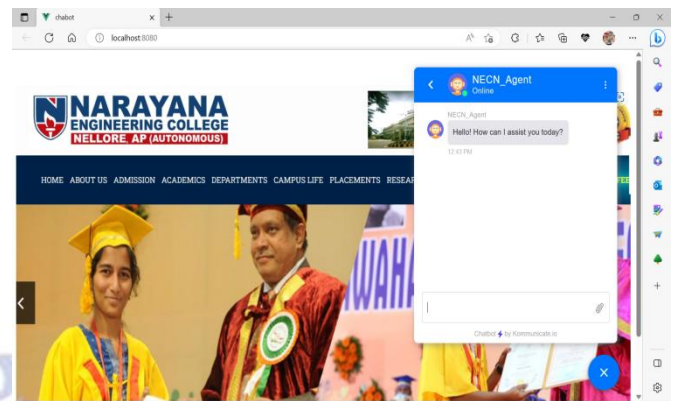 chabot
localhost:8080
NARAYANA
ENGINEERING COLLEGE
NELLORE, AP (AUTONOMOUS)
HOME ABOUT US ADMISSION ACADEMICS DEPARTMENTS CAMPUS LIFE PLACEMENTS RESEAR
NECN_Agent
Online
NECN_Agent
Hello! How can I assist you today?
12:43 PM
Chatbot by Kommunicate.io
WAHA